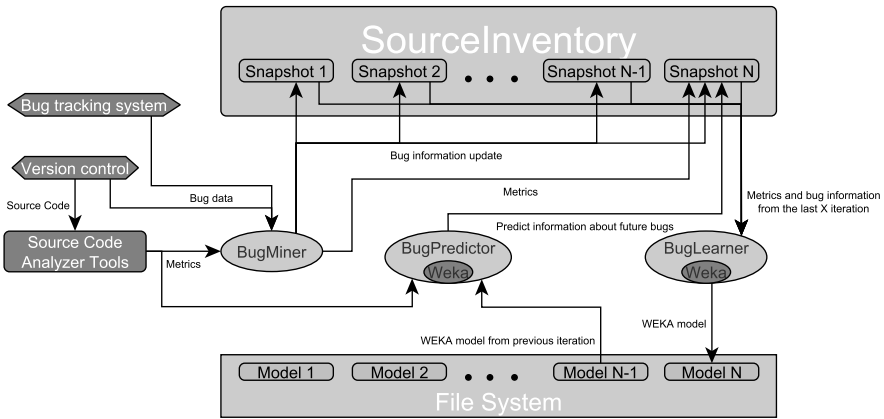 SourceInventory
Snapshot 1
Snapshot 2
Snapshot N-1
Snapshot N
Bug tracking system
Bug information update
Version control
Metrics
Metrics and bug information
from the last X iteration
Bug data
Source Code
Predict information about future bugs
Source Code
Analyzer Tools
Metrics
BugMiner
BugPredictor
Weka
BugLearner
Weka
WEKA model
WEKA model from previous iteration
Model 1
Model 2
Model N-1
Model N
File System